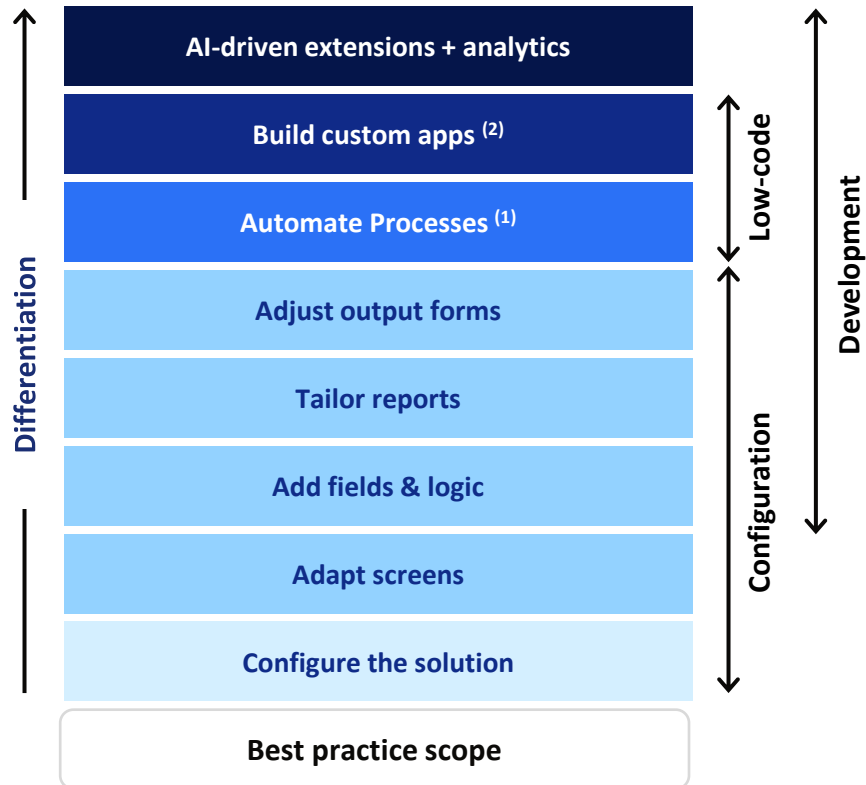 AI-driven extensions + analytics
Build custom apps (2)
Automate Processes (1)
Adjust output forms
Tailor reports
Add fields & logic
Adapt screens
Configure the solution
Best practice scope
Differentiation
Low-code
Configuration
Development